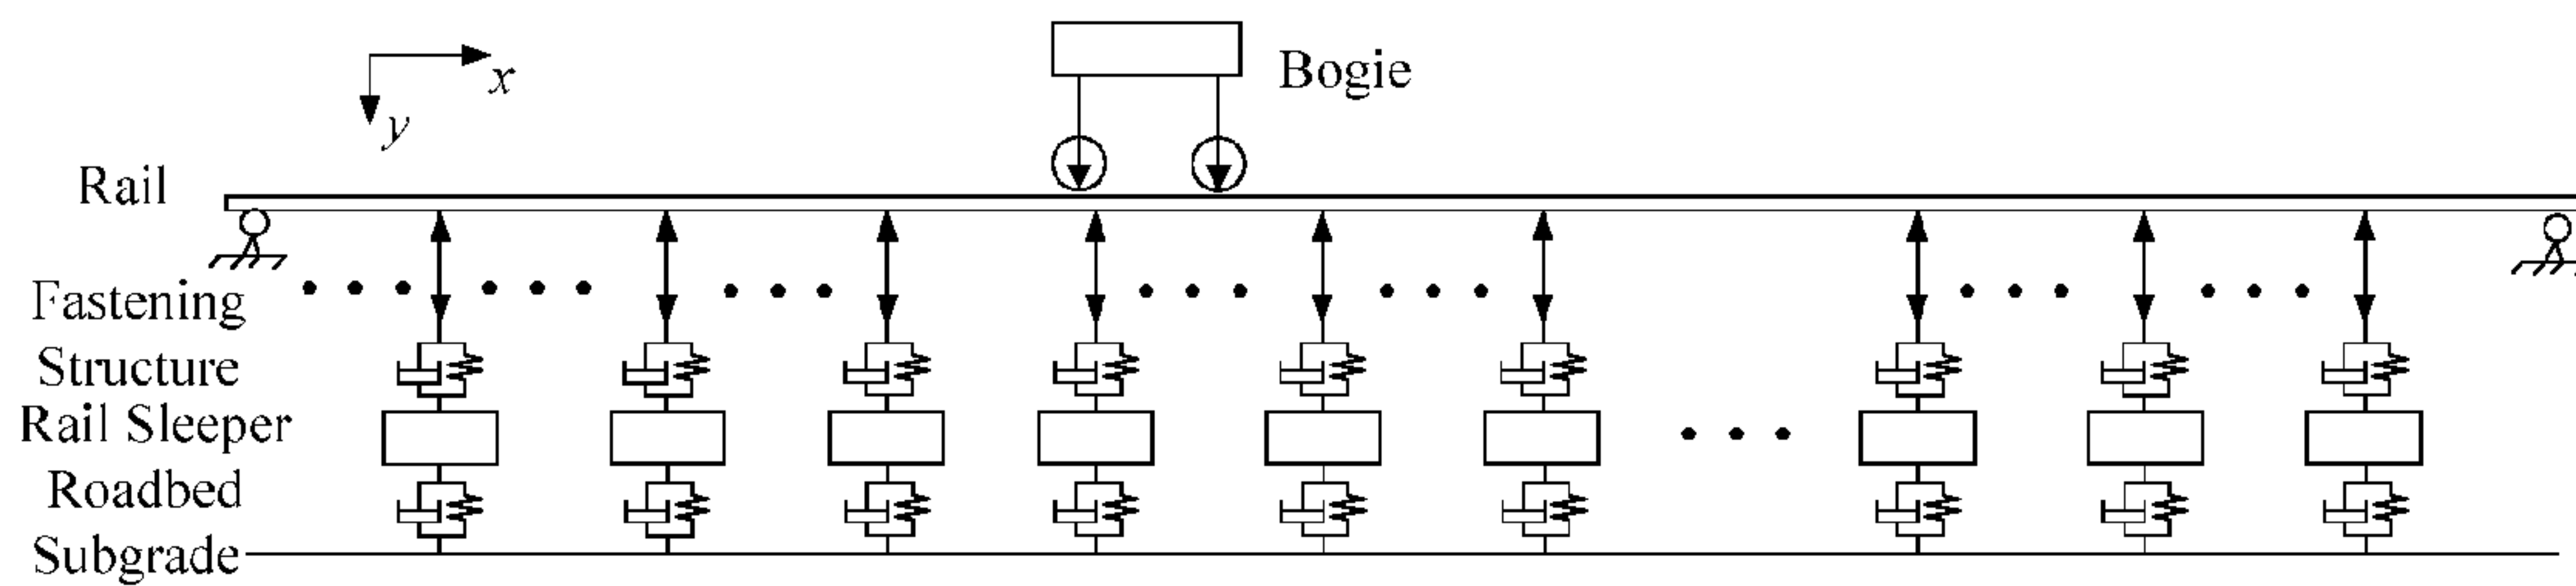 x
y
Bogie
Rail
Fastening
Structure
Rail Sleeper
Roadbed
Subgrade